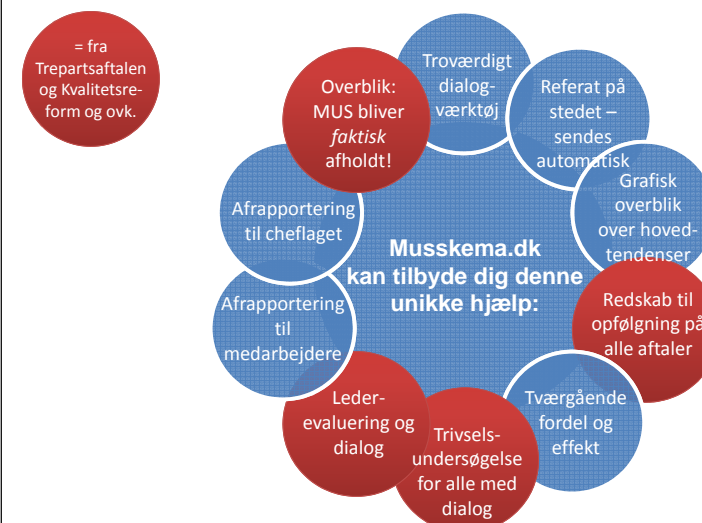 = fra
Trepartsaftalen
og Kvalitetsre-
form og ovk.
Troværdigt
dialog-
værktøj
Referat på
stedet –
sendes
automatisk
Grafisk
overblik
over hoved-
tendenser
Redskab til
opfølgning på
alle aftaler
Tværgående
fordel og
effekt
Trivsels-
undersøgelse
for alle med
dialog
Leder-
evaluering og
dialog
Afrapportering
til
medarbejdere
Afrapportering
til cheflaget
Overblik:
MUS bliver
faktisk
afholdt!
Musskema.dk
kan tilbyde dig denne
unikke hjælp: